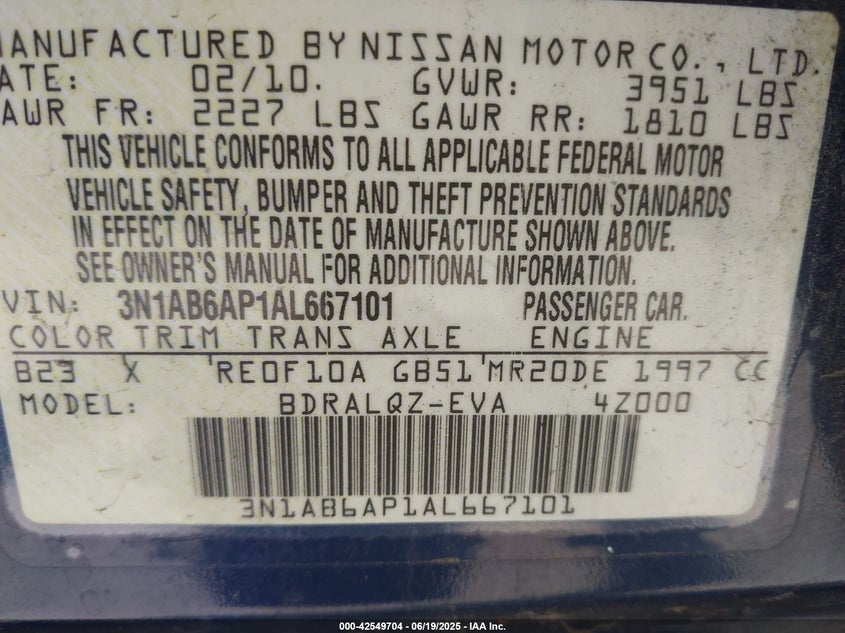 MANUFACTURED BY NISSAN MOTOR CO., LTD.
DATE: 02/10. GVWR: 3951 LBS
GAWR FR: 2227 LBS GAWR RR: 1810 LBS
THIS VEHICLE CONFORMS TO ALL APPLICABLE FEDERAL MOTOR
VEHICLE SAFETY, BUMPER AND THEFT PREVENTION STANDARDS
IN EFFECT ON THE DATE OF MANUFACTURE SHOWN ABOVE.
SEE OWNER'S MANUAL FOR ADDITIONAL INFORMATION.
VIN: 3N1AB6AP1AL667101 PASSENGER CAR.
COLOR TRIM TRANS AXLE ENGINE
B23 X RE0F10A GB51 MR20DE 1997 CC
MODEL: BDRALQZ-EVA 4Z000
3N1AB6AP1AL667101
000-42549704 - 06/19/2025 - IAA Inc.